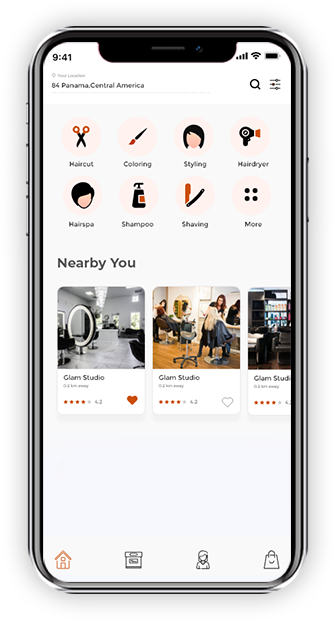 9:41
Your Location
84 Panama,Central America
Haircut Coloring Styling Hairdryer
Hairspa Shampoo Shaving More
Nearby You
Glam Studio Glam Studio Glam Studi
0.2 km away 0.2 km away 0.2 km away
4.2 4.2 4.